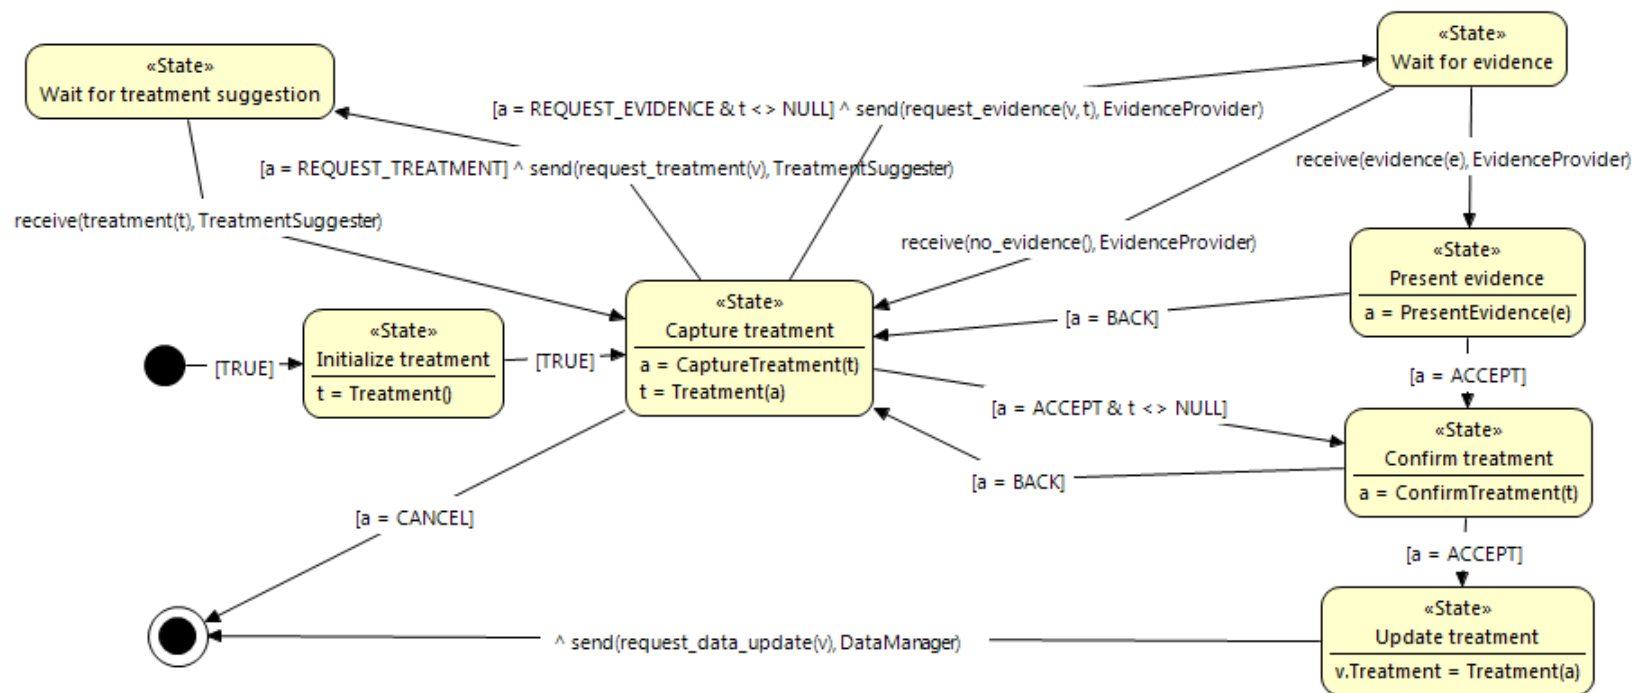 «State»
Wait for evidence
«State»
Wait for treatment suggestion
[a = REQUEST_EVIDENCE & t <> NULL] ^ send(request_evidence(v, t), EvidenceProvider)
receive(evidence(e), EvidenceProvider)
[a = REQUEST_TREATMENT] ^ send(request_treatment(v), TreatmentSuggester)
receive(treatment(t), TreatmentSuggester)
receive(no_evidence(), EvidenceProvider)
«State»
Present evidence
a = PresentEvidence(e)
«State»
Capture treatment
a = CaptureTreatment(t)
t = Treatment(a)
[a = BACK]
«State»
Initialize treatment
t = Treatment()
[TRUE]
[TRUE]
[a = ACCEPT]
[a = ACCEPT & t <> NULL]
«State»
Confirm treatment
a = ConfirmTreatment(t)
[a = BACK]
[a = CANCEL]
[a = ACCEPT]
«State»
Update treatment
v.Treatment = Treatment(a)
^ send(request_data_update(v), DataManager)